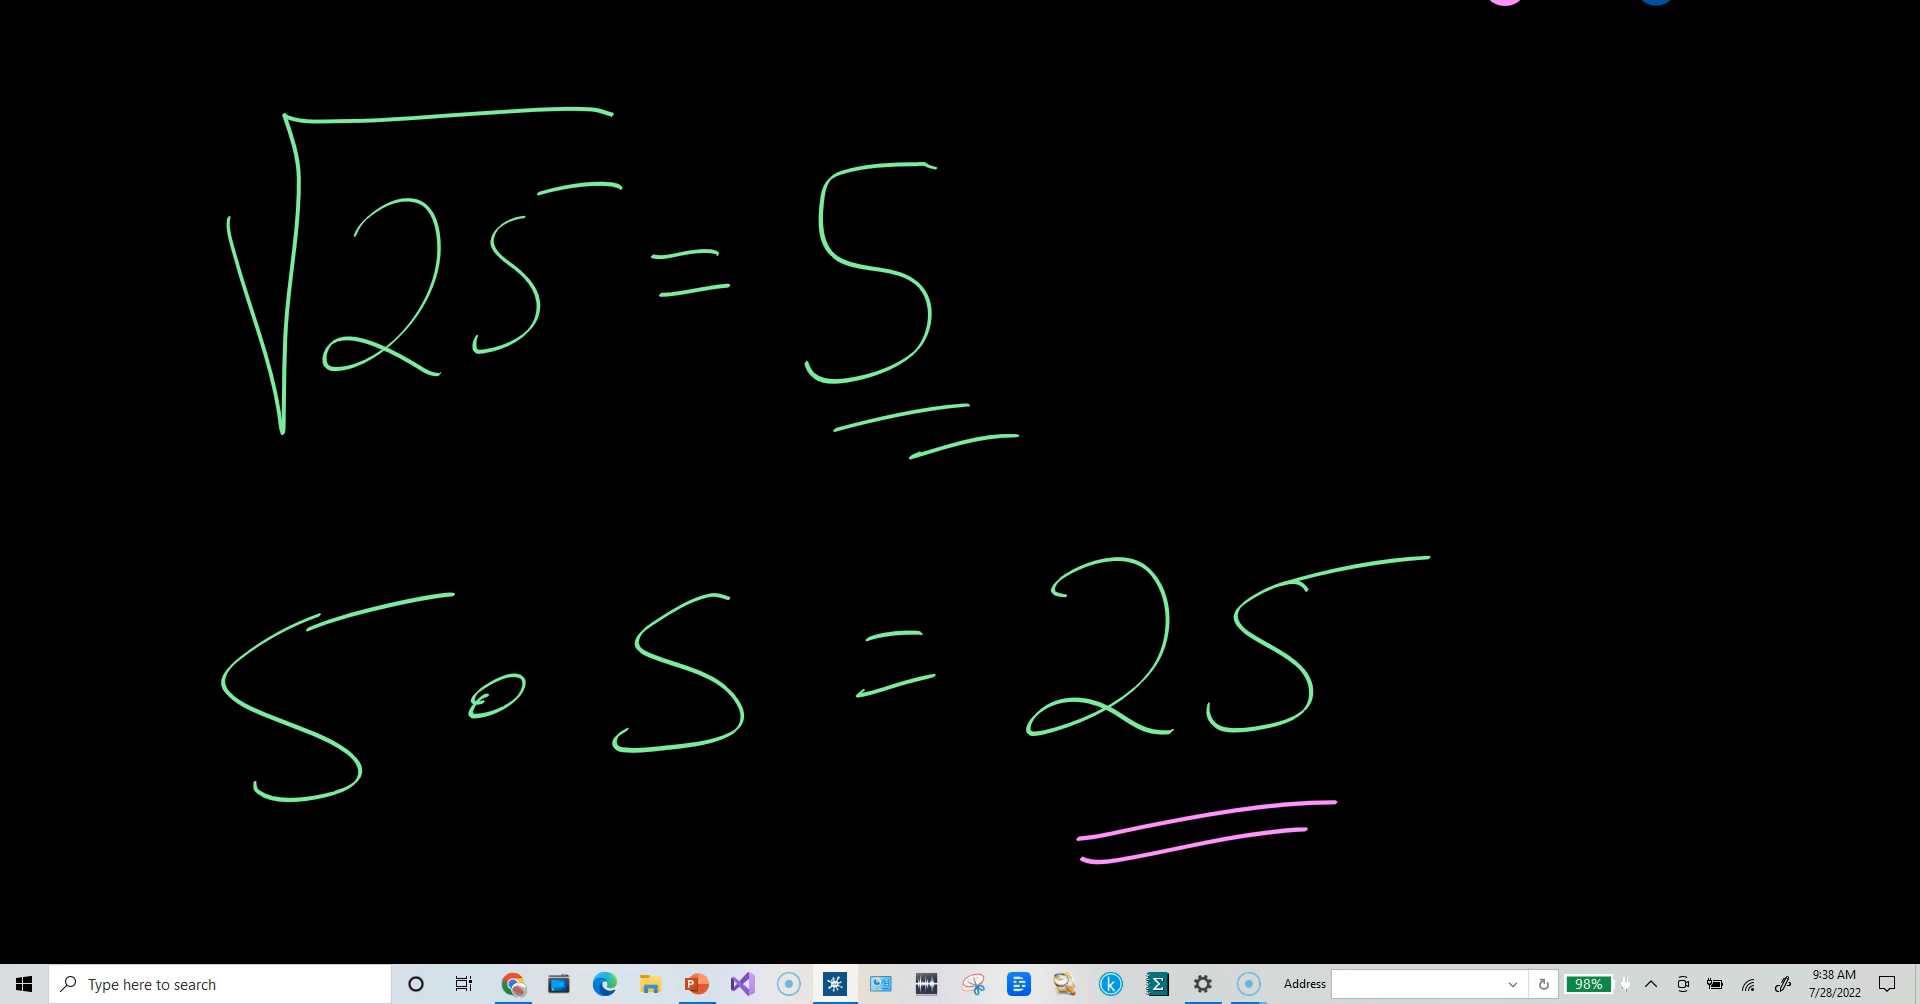 √25 = 5
5 · 5 = 25
Type here to search
Address
98%
9:38 AM
7/28/2022